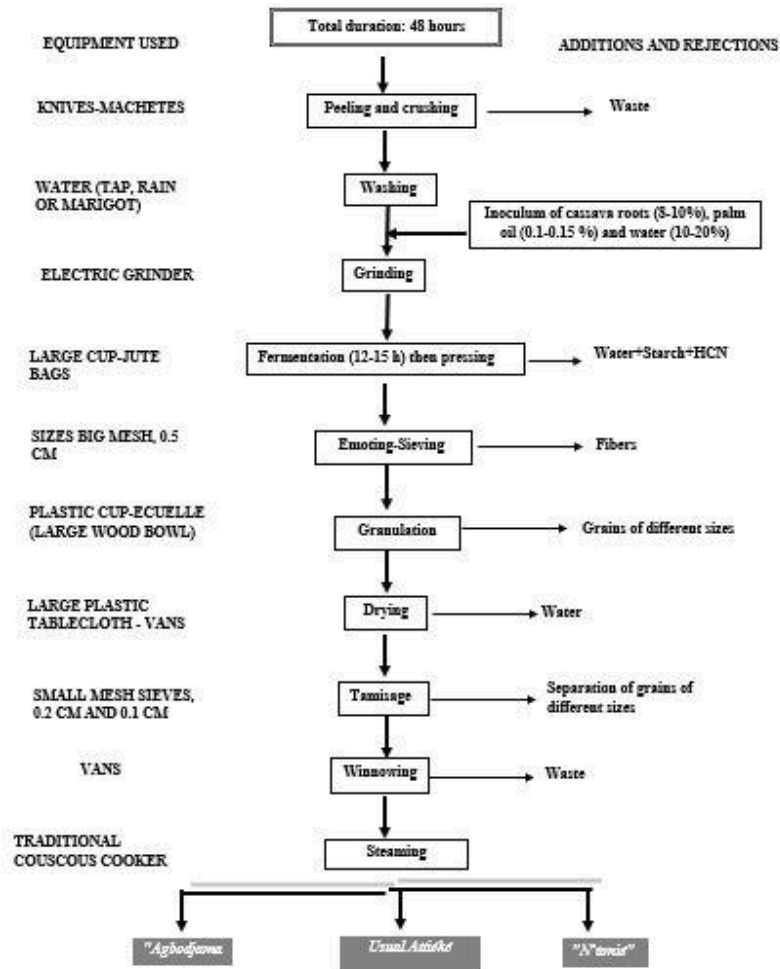 Total duration: 48 hours
EQUIPMENT USED
ADDITIONS AND REJECTIONS
KNIVES-MACHETES
Peeling and crushing
Waste
WATER (TAP, RAIN
OR MARIGOT)
Washing
Inoculum of cassava roots (8-10%), palm
oil (0.1-0.15 %) and water (10-20%)
ELECTRIC GRINDER
Grinding
LARGE CUP-JUTE
BAGS
Fermentation (12-15 h) then pressing
Water+Starch+HCN
SIZES BIG MESH, 0.5
CM
Emoting-Sieving
Fibers
PLASTIC CUP-ECUELLE
(LARGE WOOD BOWL)
Granulation
Grains of different sizes
LARGE PLASTIC
TABLECLOTH - VANS
Drying
Water
SMALL MESH SIEVES,
0.2 CM AND 0.1 CM
Tamisage
Separation of grains of
different sizes
VANS
Winnowing
Waste
TRADITIONAL
COUSCOUS COOKER
Steaming
"Agbodjama
Usual Attiéké